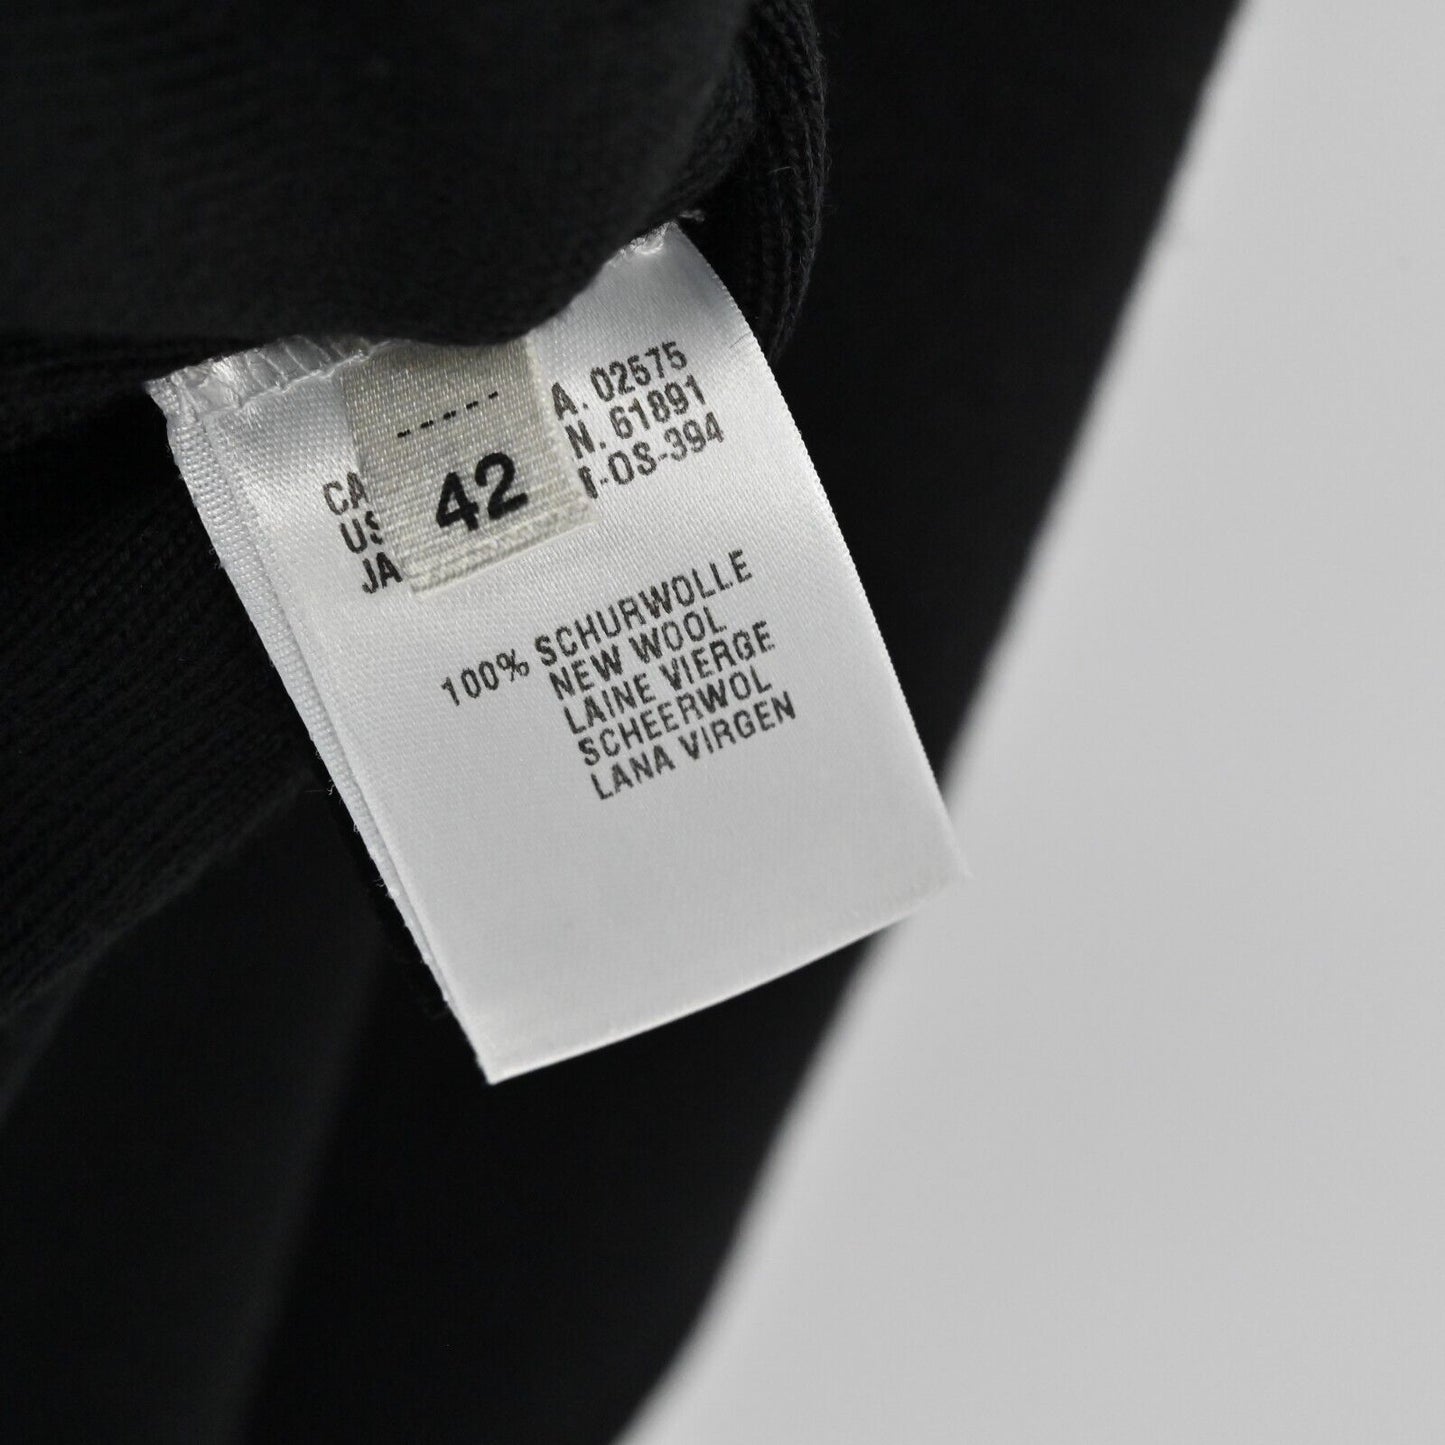 -----
42
CA A. 02575
US N. 61891
JA -OS-394
100% SCHURWOLLE
NEW WOOL
LAINE VIERGE
SCHEERWOL
LANA VIRGEN